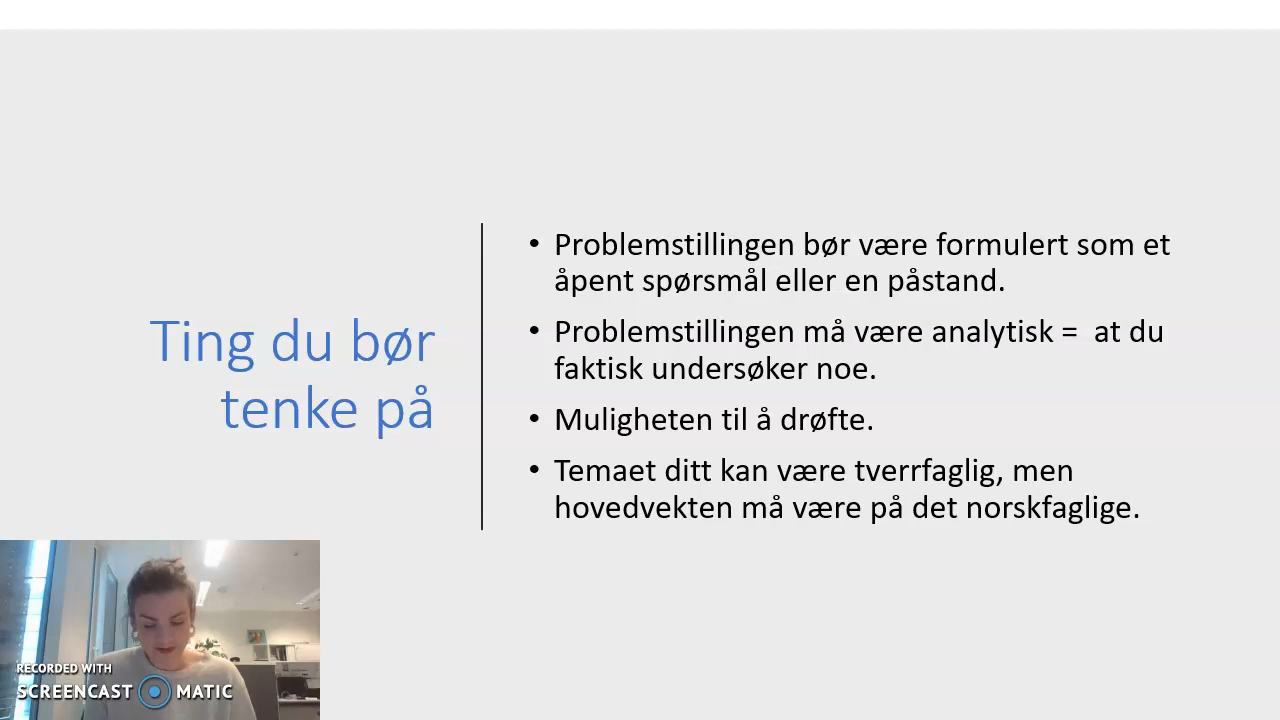 Ting du bør
tenke på
• Problemstillingen bør være formulert som et
åpent spørsmål eller en påstand.
• Problemstillingen må være analytisk =  at du
faktisk undersøker noe.
• Muligheten til å drøfte.
• Temaet ditt kan være tverrfaglig, men
hovedvekten må være på det norskfaglige.
RECORDED WITH
SCREENCAST MATIC